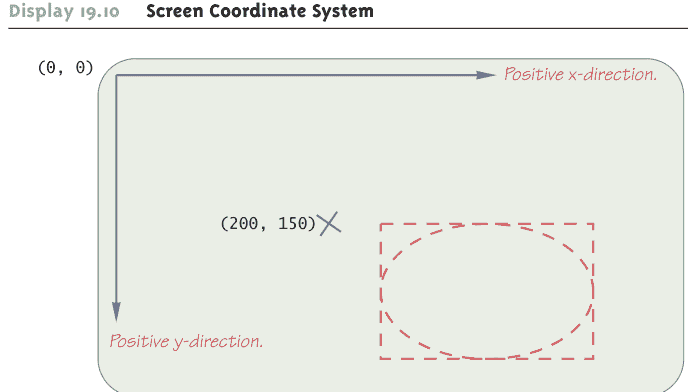 Display 19.10 Screen Coordinate System
(0, 0)
Positive x-direction.
(200, 150)
Positive y-direction.